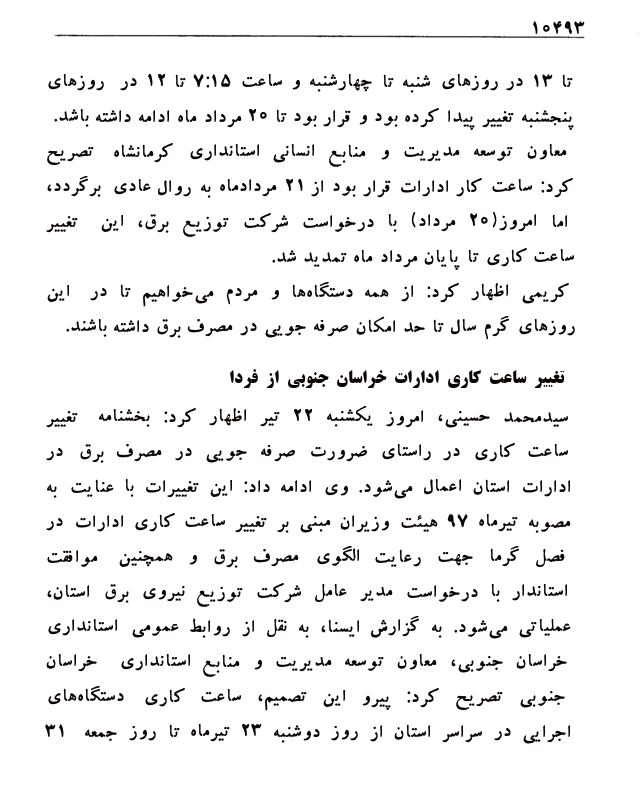 ۱۰۴۹۳
تا ۱۳ در روزهای شنبه تا چهارشنبه و ساعت ۷:۱۵ تا ۱۲ در روزهای
پنجشنبه تغییر پیدا کرده بود و قرار بود تا ۲۰ مرداد ماه ادامه داشته باشد.
معاون توسعه مدیریت و منابع انسانی استانداری کرمانشاه تصریح
کرد: ساعت کار ادارات قرار بود از ۲۱ مردادماه به روال عادی برگردد،
اما امروز(۲۰ مرداد) با درخواست شرکت توزیع برق، این تغییر
ساعت کاری تا پایان مرداد ماه تمدید شد.
کریمی اظهار کرد: از همه دستگاه‌ها و مردم می‌خواهیم تا در این
روزهای گرم سال تا حد امکان صرفه جویی در مصرف برق داشته باشند.
تغییر ساعت کاری ادارات خراسان جنوبی از فردا
سیدمحمد حسینی، امروز یکشنبه ۲۲ تیر اظهار کرد: بخشنامه تغییر
ساعت کاری در راستای ضرورت صرفه جویی در مصرف برق در
ادارات استان اعمال می‌شود. وی ادامه داد: این تغییرات با عنایت به
مصوبه تیرماه ۹۷ هیئت وزیران مبنی بر تغییر ساعت کاری ادارات در
فصل گرما جهت رعایت الگوی مصرف برق و همچنین موافقت
استاندار با درخواست مدیر عامل شرکت توزیع نیروی برق استان،
عملیاتی می‌شود. به گزارش ایسنا، به نقل از روابط عمومی استانداری
خراسان جنوبی، معاون توسعه مدیریت و منابع استانداری خراسان
جنوبی تصریح کرد: پیرو این تصمیم، ساعت کاری دستگاه‌های
اجرایی در سراسر استان از روز دوشنبه ۲۳ تیرماه تا روز جمعه ۳۱